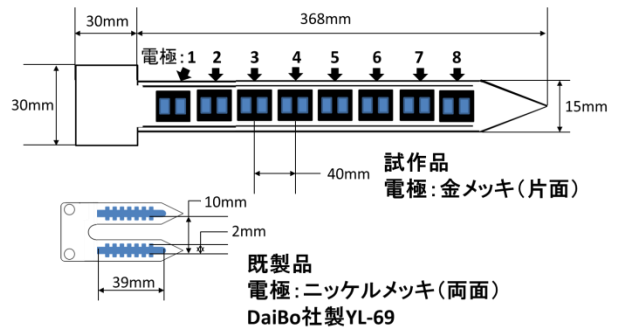 30mm
368mm
電極:1 2 3 4 5 6 7 8
30mm
15mm
40mm
試作品
電極:金メッキ(片面)
10mm
2mm
39mm
既製品
電極:ニッケルメッキ(両面)
DaiBo社製YL-69